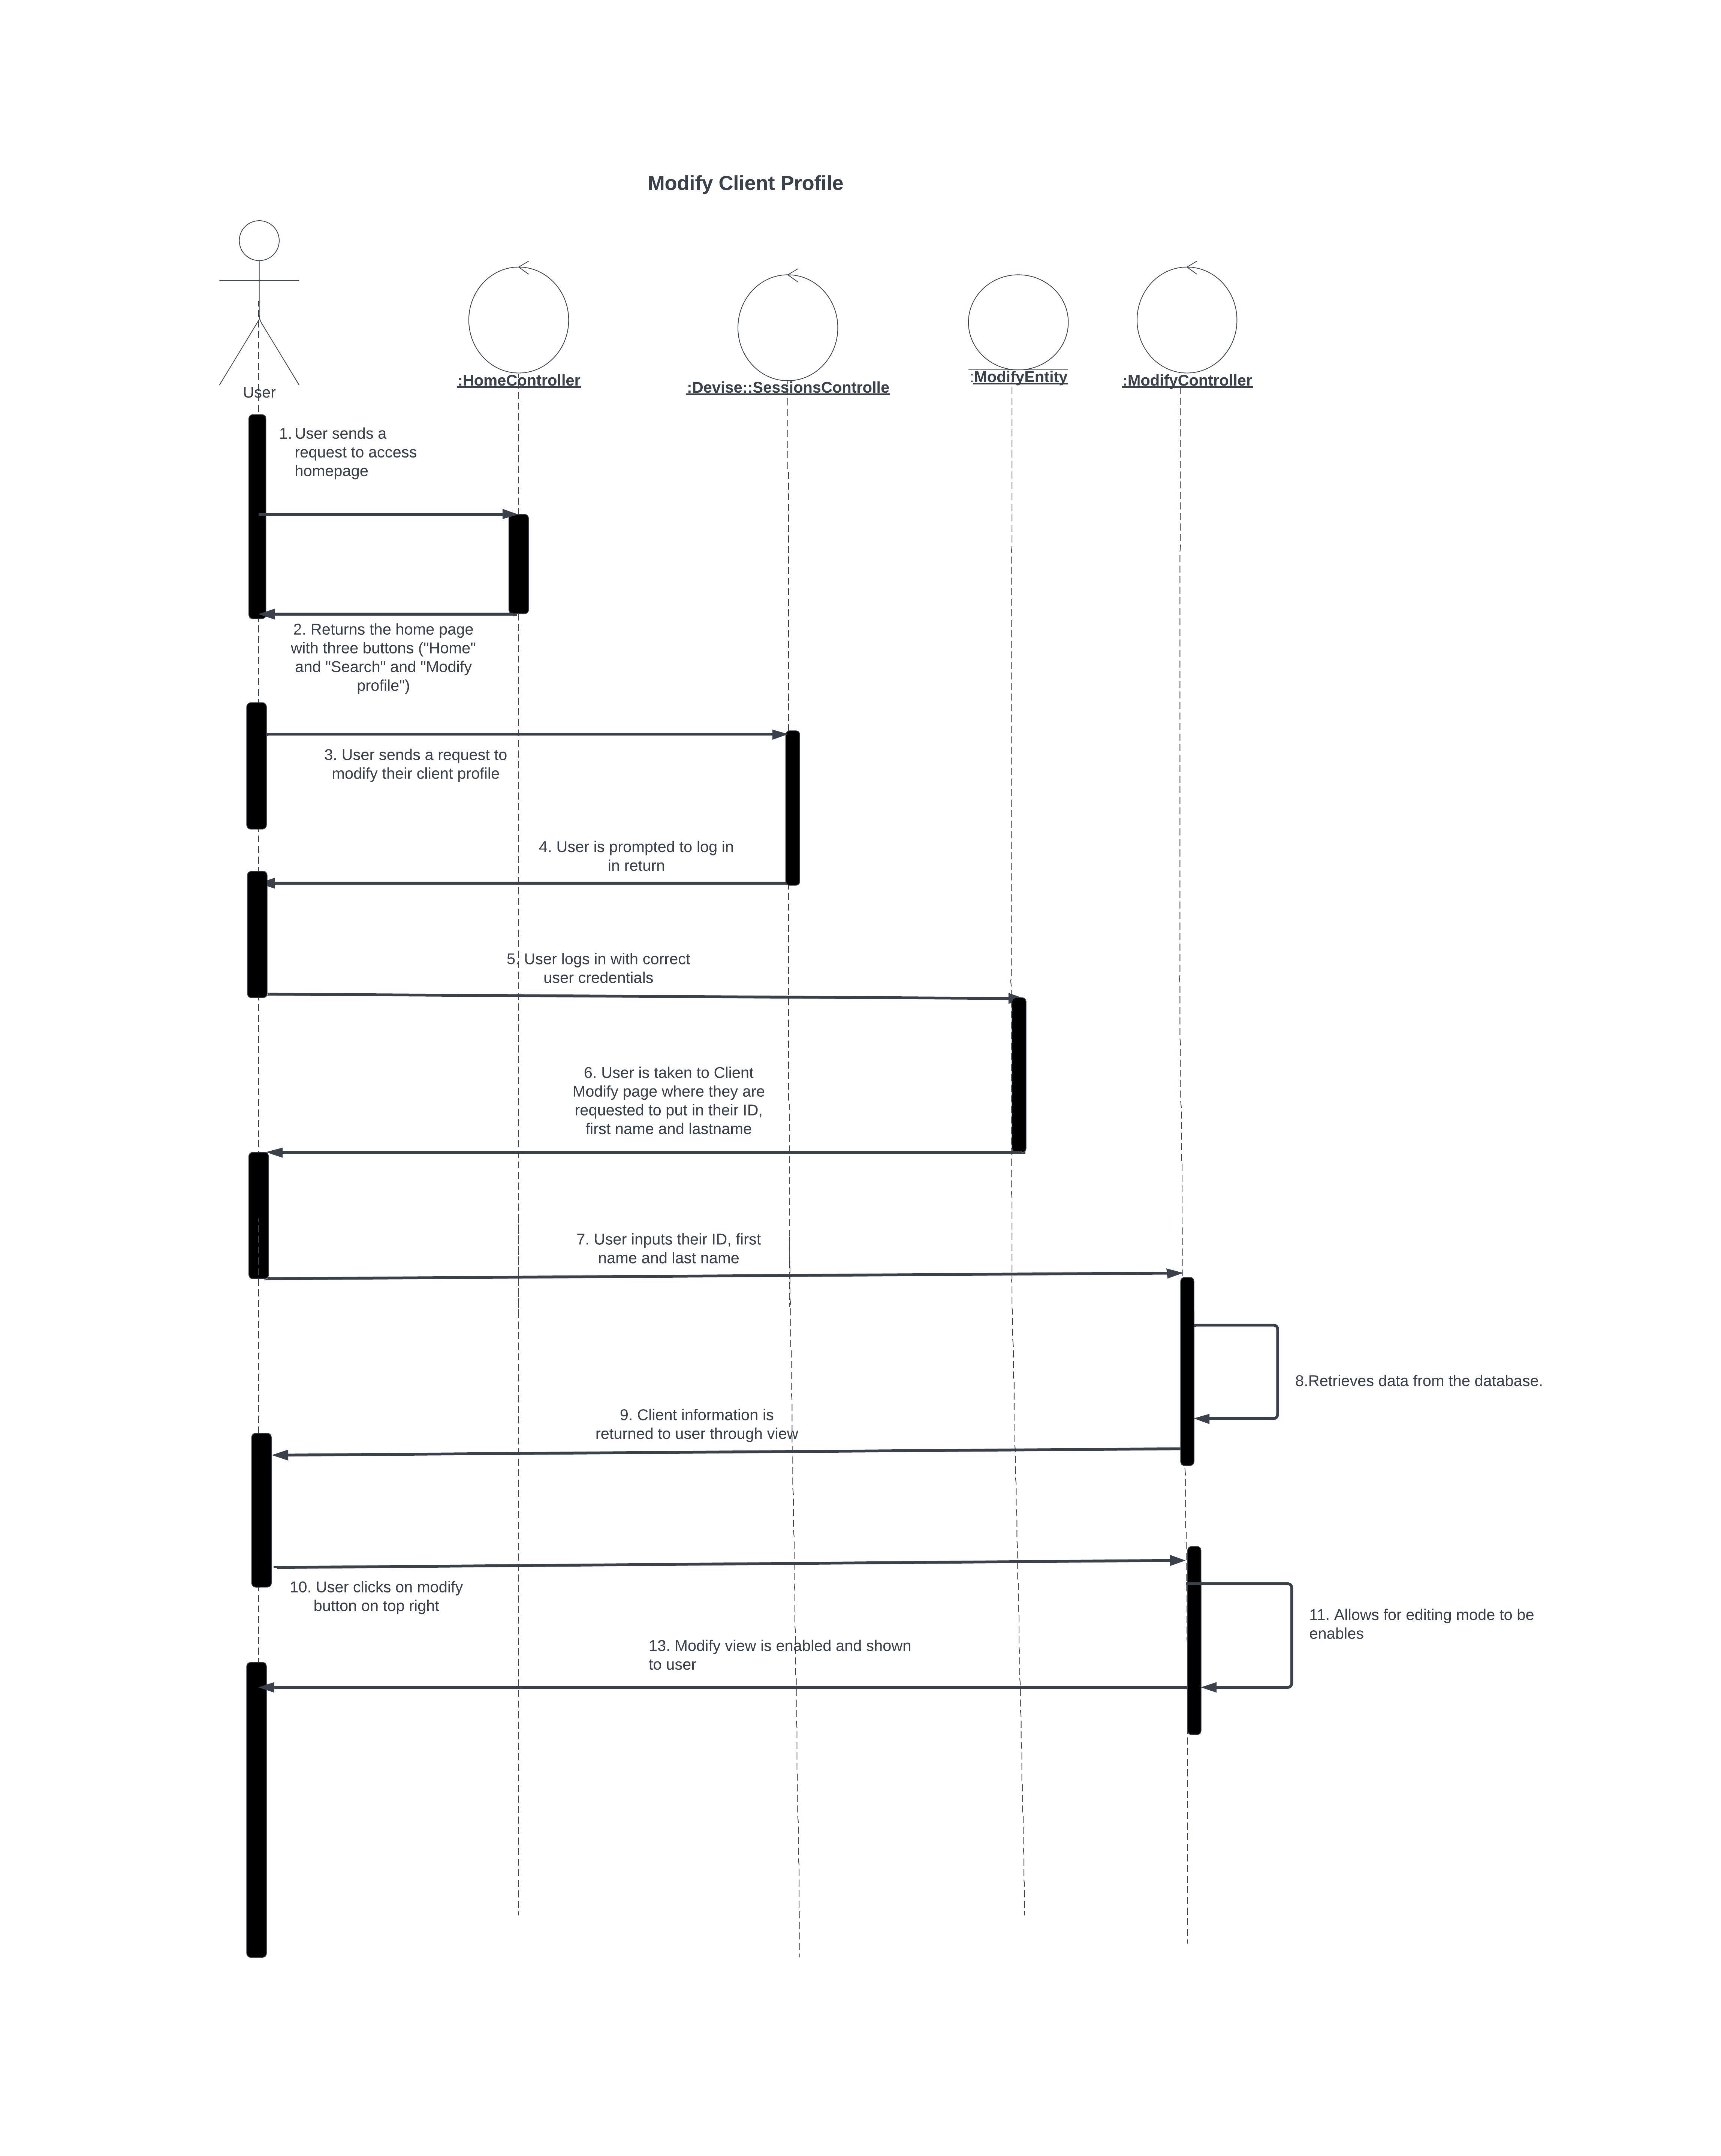 Modify Client Profile
User
:HomeController
:Devise::SessionsControlle
:ModifyEntity
:ModifyController
1. User sends a
request to access
homepage
2. Returns the home page
with three buttons ("Home"
and "Search" and "Modify
profile")
3. User sends a request to
modify their client profile
4. User is prompted to log in
in return
5. User logs in with correct
user credentials
6. User is taken to Client
Modify page where they are
requested to put in their ID,
first name and lastname
7. User inputs their ID, first
name and last name
8.Retrieves data from the database.
9. Client information is
returned to user through view
10. User clicks on modify
button on top right
11. Allows for editing mode to be
enables
13. Modify view is enabled and shown
to user